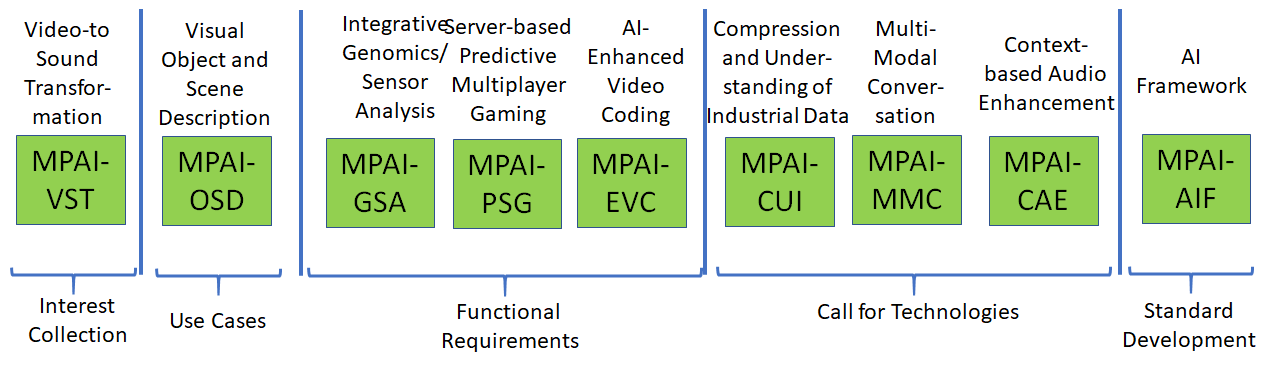 Video-to
Sound
Transfor-
mation
MPAI-
VST
Interest
Collection
Visual
Object and
Scene
Description
MPAI-
OSD
Use Cases
Integrative
Genomics/
Sensor
Analysis
MPAI-
GSA
Server-based
Predictive
Multiplayer
Gaming
MPAI-
PSG
AI-
Enhanced
Video
Coding
MPAI-
EVC
Functional
Requirements
Compression
and Under-
standing of
Industrial Data
MPAI-
CUI
Multi-
Modal
Conver-
sation
MPAI-
MMC
Context-
based Audio
Enhancement
MPAI-
CAE
Call for Technologies
AI
Framework
MPAI-
AIF
Standard
Development